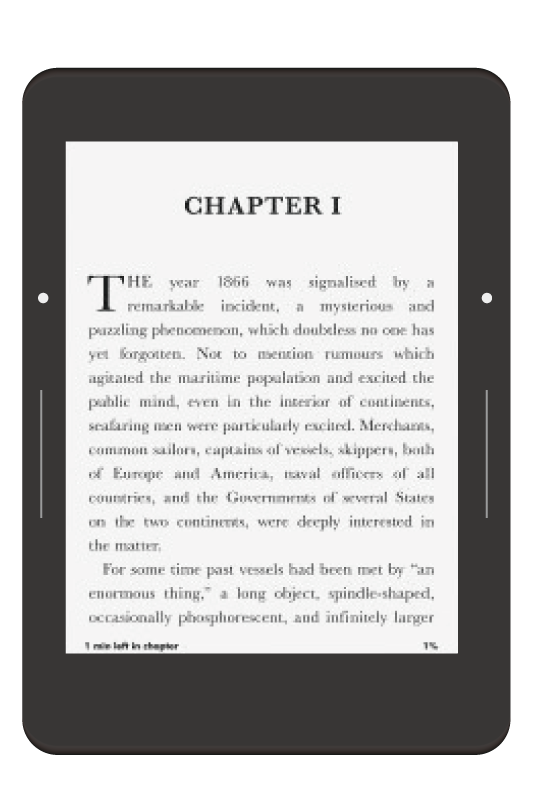 CHAPTER I
THE year 1866 was signalised by a
remarkable incident, a mysterious and
puzzling phenomenon, which doubtless no one has
yet forgotten. Not to mention rumours which
agitated the maritime population and excited the
public mind, even in the interior of continents,
seafaring men were particularly excited. Merchants,
common sailors, captains of vessels, skippers, both
of Europe and America, naval officers of all
countries, and the Governments of several States
on the two continents, were deeply interested in
the matter.
For some time past vessels had been met by “an
enormous thing,” a long object, spindle-shaped,
occasionally phosphorescent, and infinitely larger
1 min left in chapter 1%